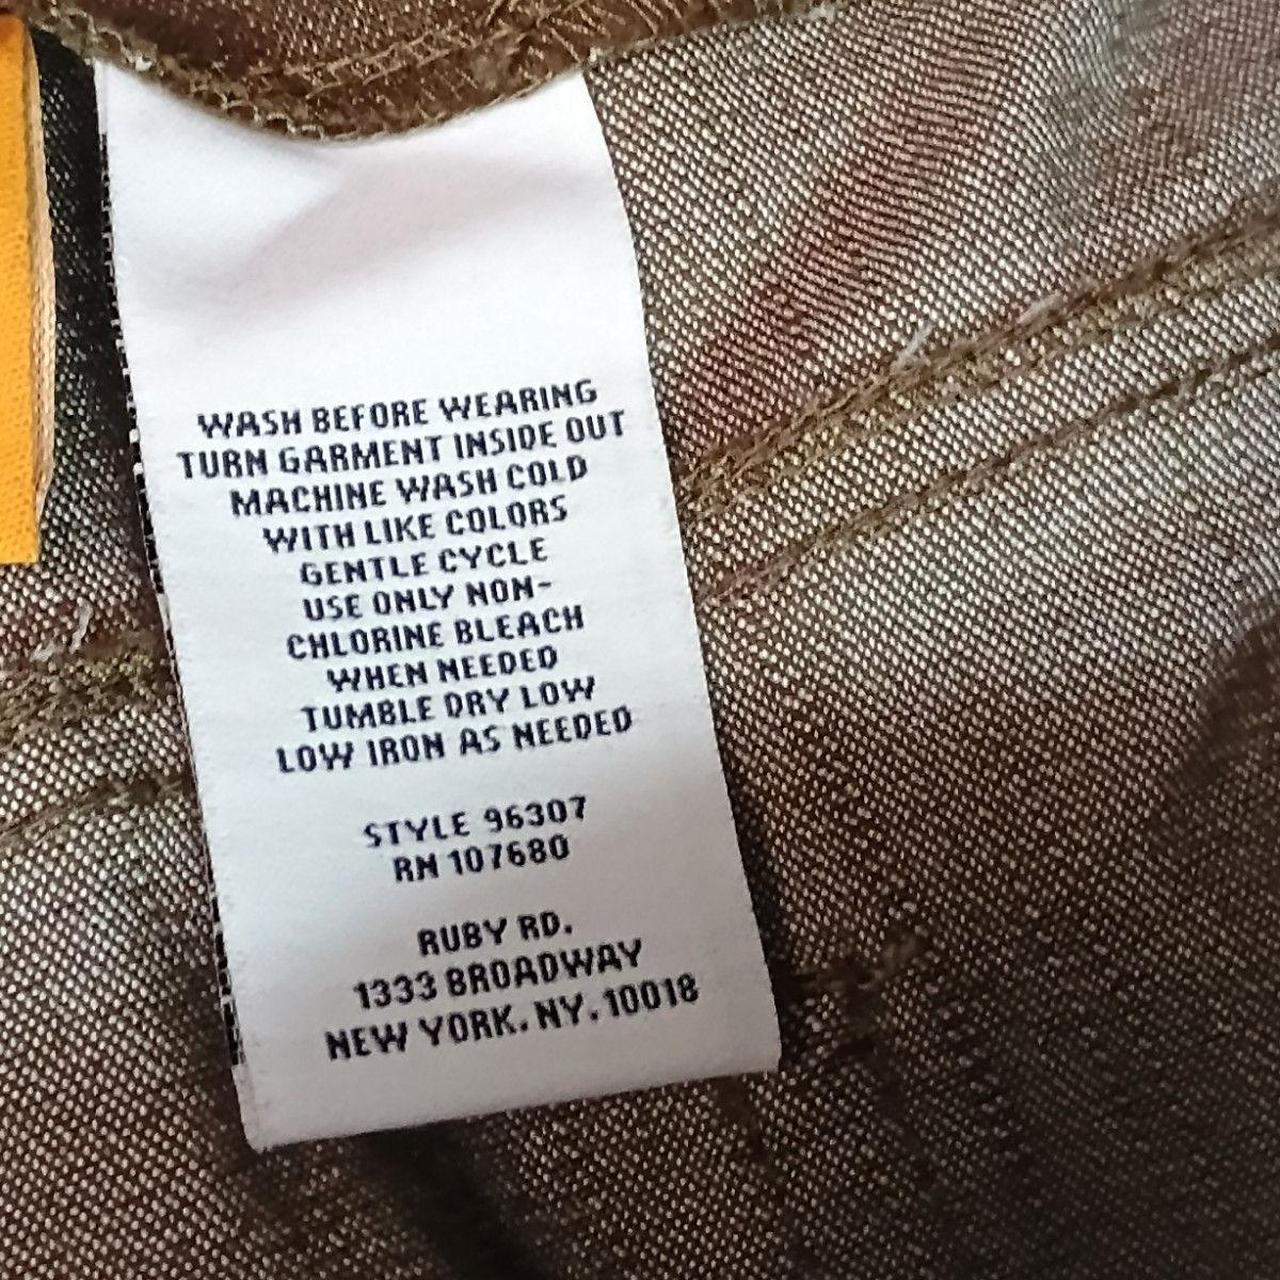 WASH BEFORE WEARING
TURN GARMENT INSIDE OUT
MACHINE WASH COLD
WITH LIKE COLORS
GENTLE CYCLE
USE ONLY NON-
CHLORINE BLEACH
WHEN NEEDED
TUMBLE DRY LOW
LOW IRON AS NEEDED
STYLE 96307
RN 107680
RUBY RD.
1333 BROADWAY
NEW YORK. NY. 10018